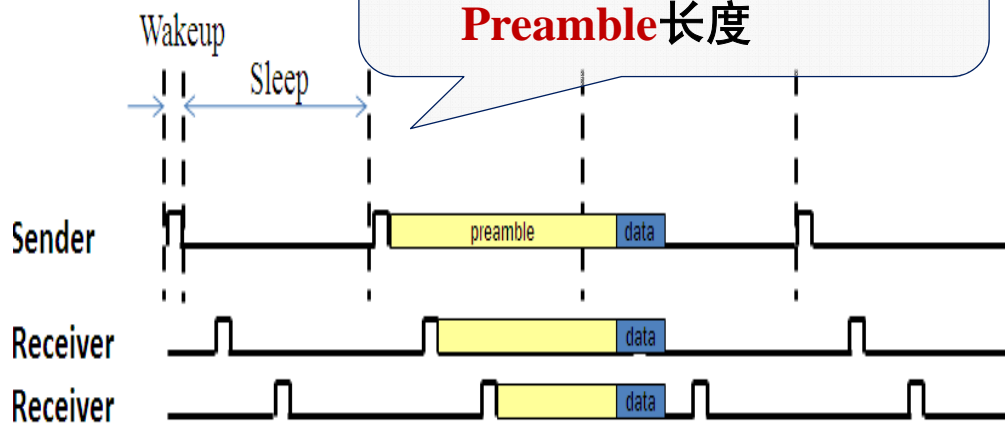 Preamble长度
Wakeup
Sleep
Sender
preamble
data
Receiver
data
Receiver
data